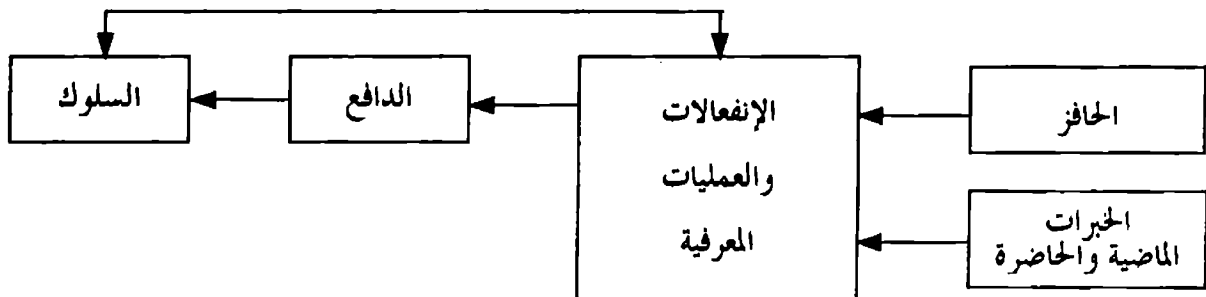 الحافز
الخبرات
الماضية والحاضرة
الإنفعالات
والعمليات
المعرفية
الدافع
السلوك